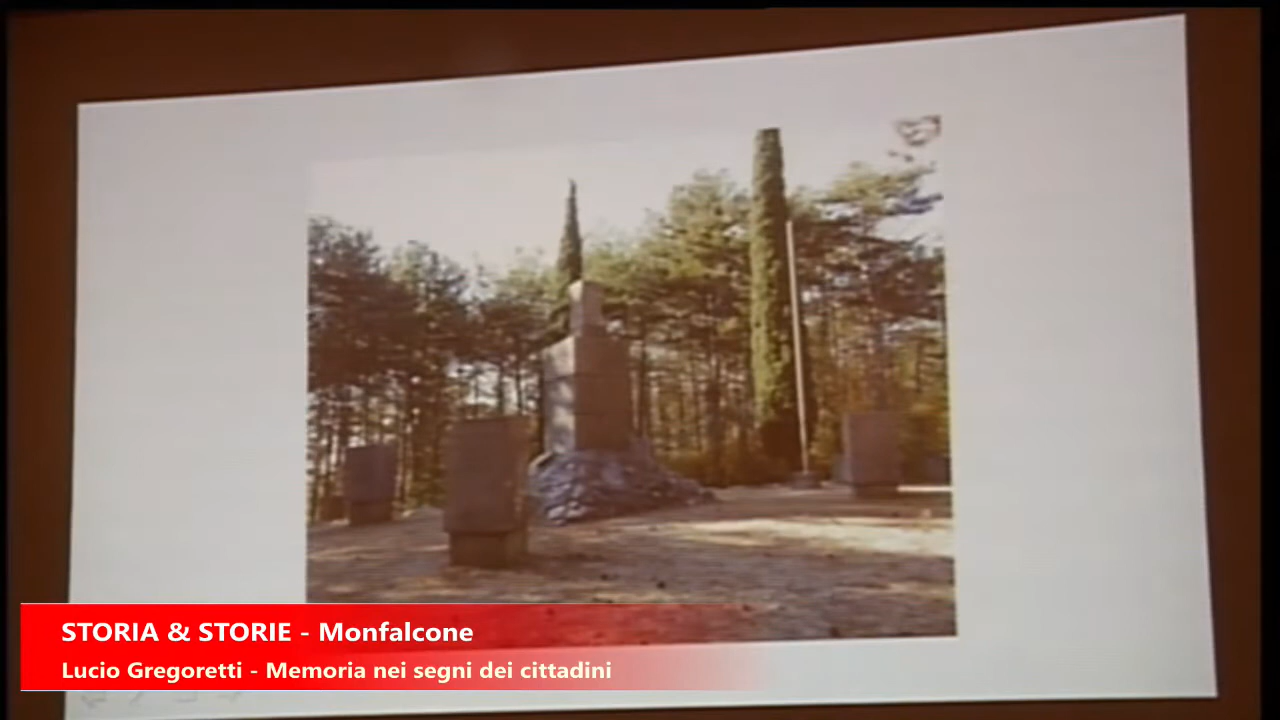 STORIA & STORIE - Monfalcone
Lucio Gregoretti - Memoria nei segni dei cittadini